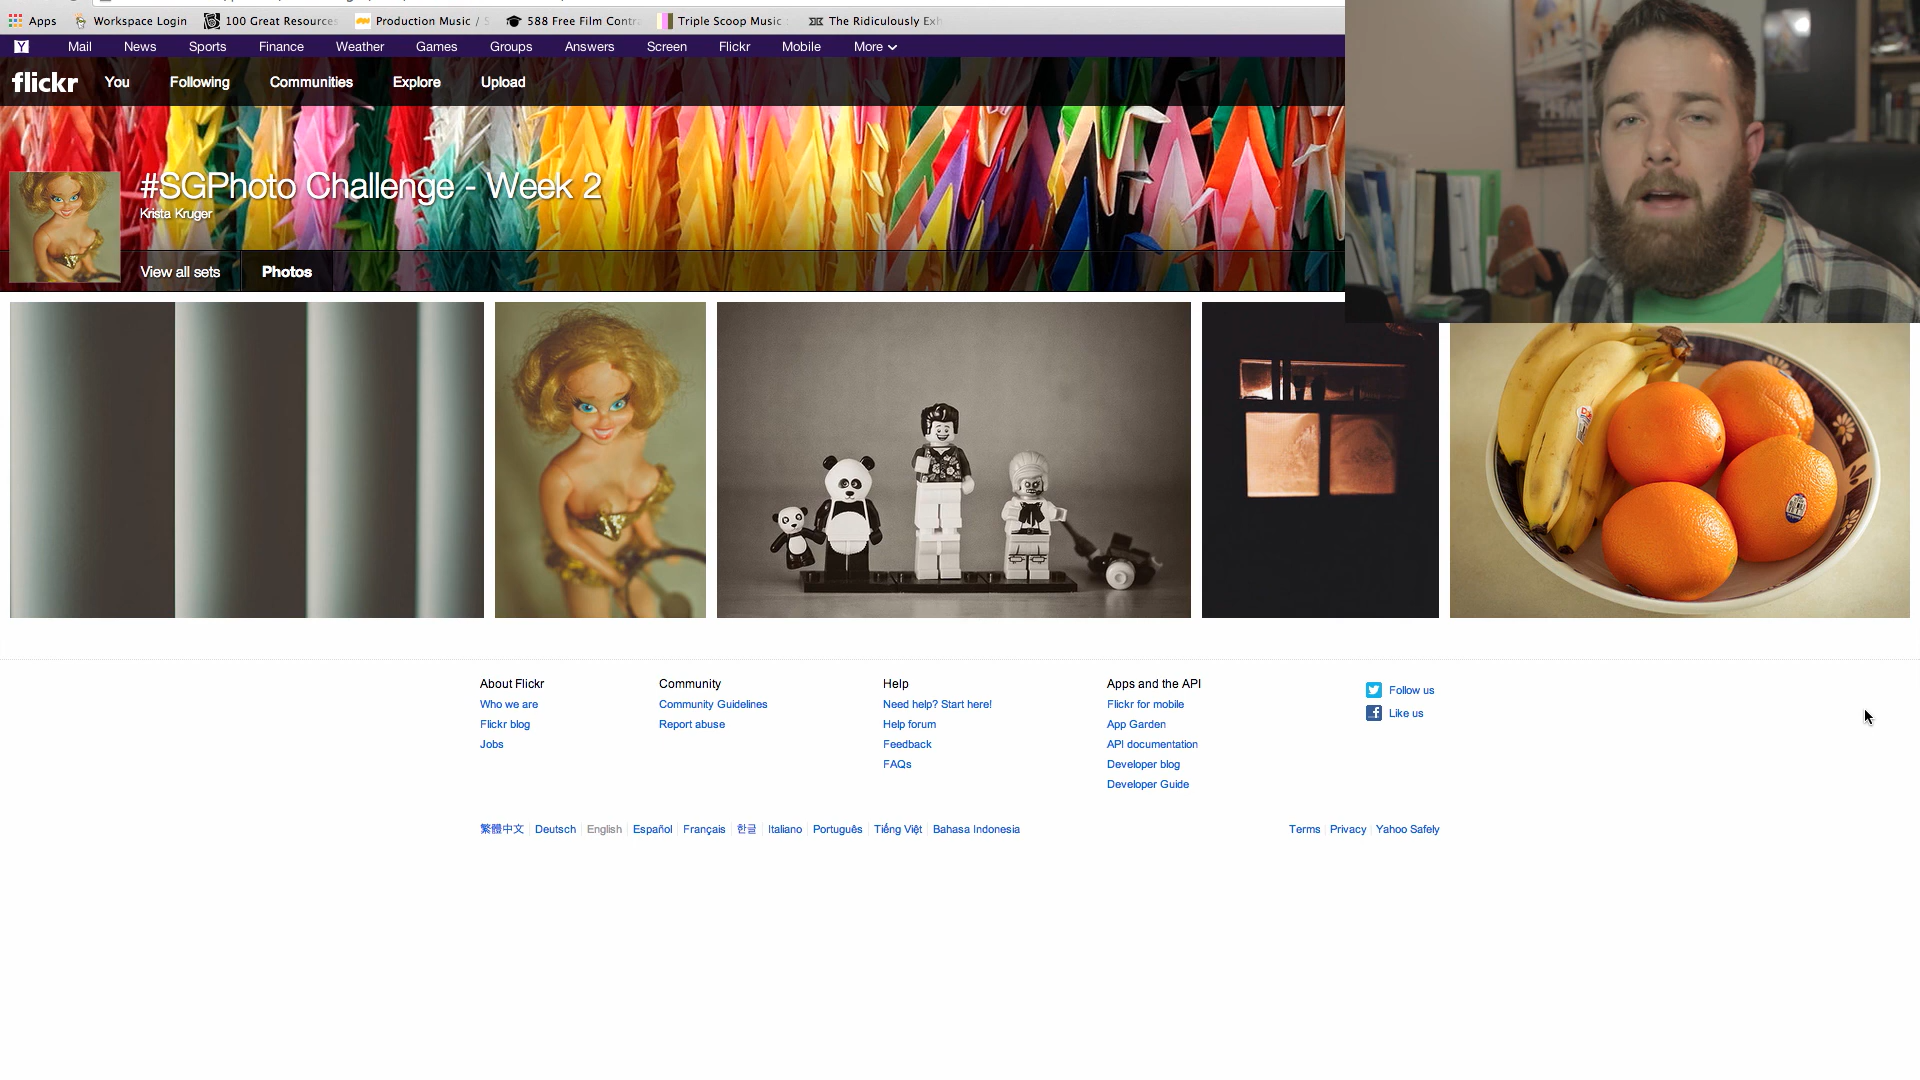 Apps Workspace Login 100 Great Resources Production Music / S 588 Free Film Contra Triple Scoop Music The Ridiculously Exh
Y Mail News Sports Finance Weather Games Groups Answers Screen Flickr Mobile More
flickr You Following Communities Explore Upload
#SGPhoto Challenge - Week 2
Krista Kruger
View all sets Photos
About Flickr Community Help Apps and the API
Follow us
Who we are Community Guidelines Need help? Start here! Flickr for mobile
Like us
Flickr blog Report abuse Help forum App Garden
Jobs Feedback API documentation
FAQs Developer blog
Developer Guide
繁體中文 Deutsch English Español Français 한글 Italiano Português Tiếng Việt Bahasa Indonesia Terms Privacy Yahoo Safely